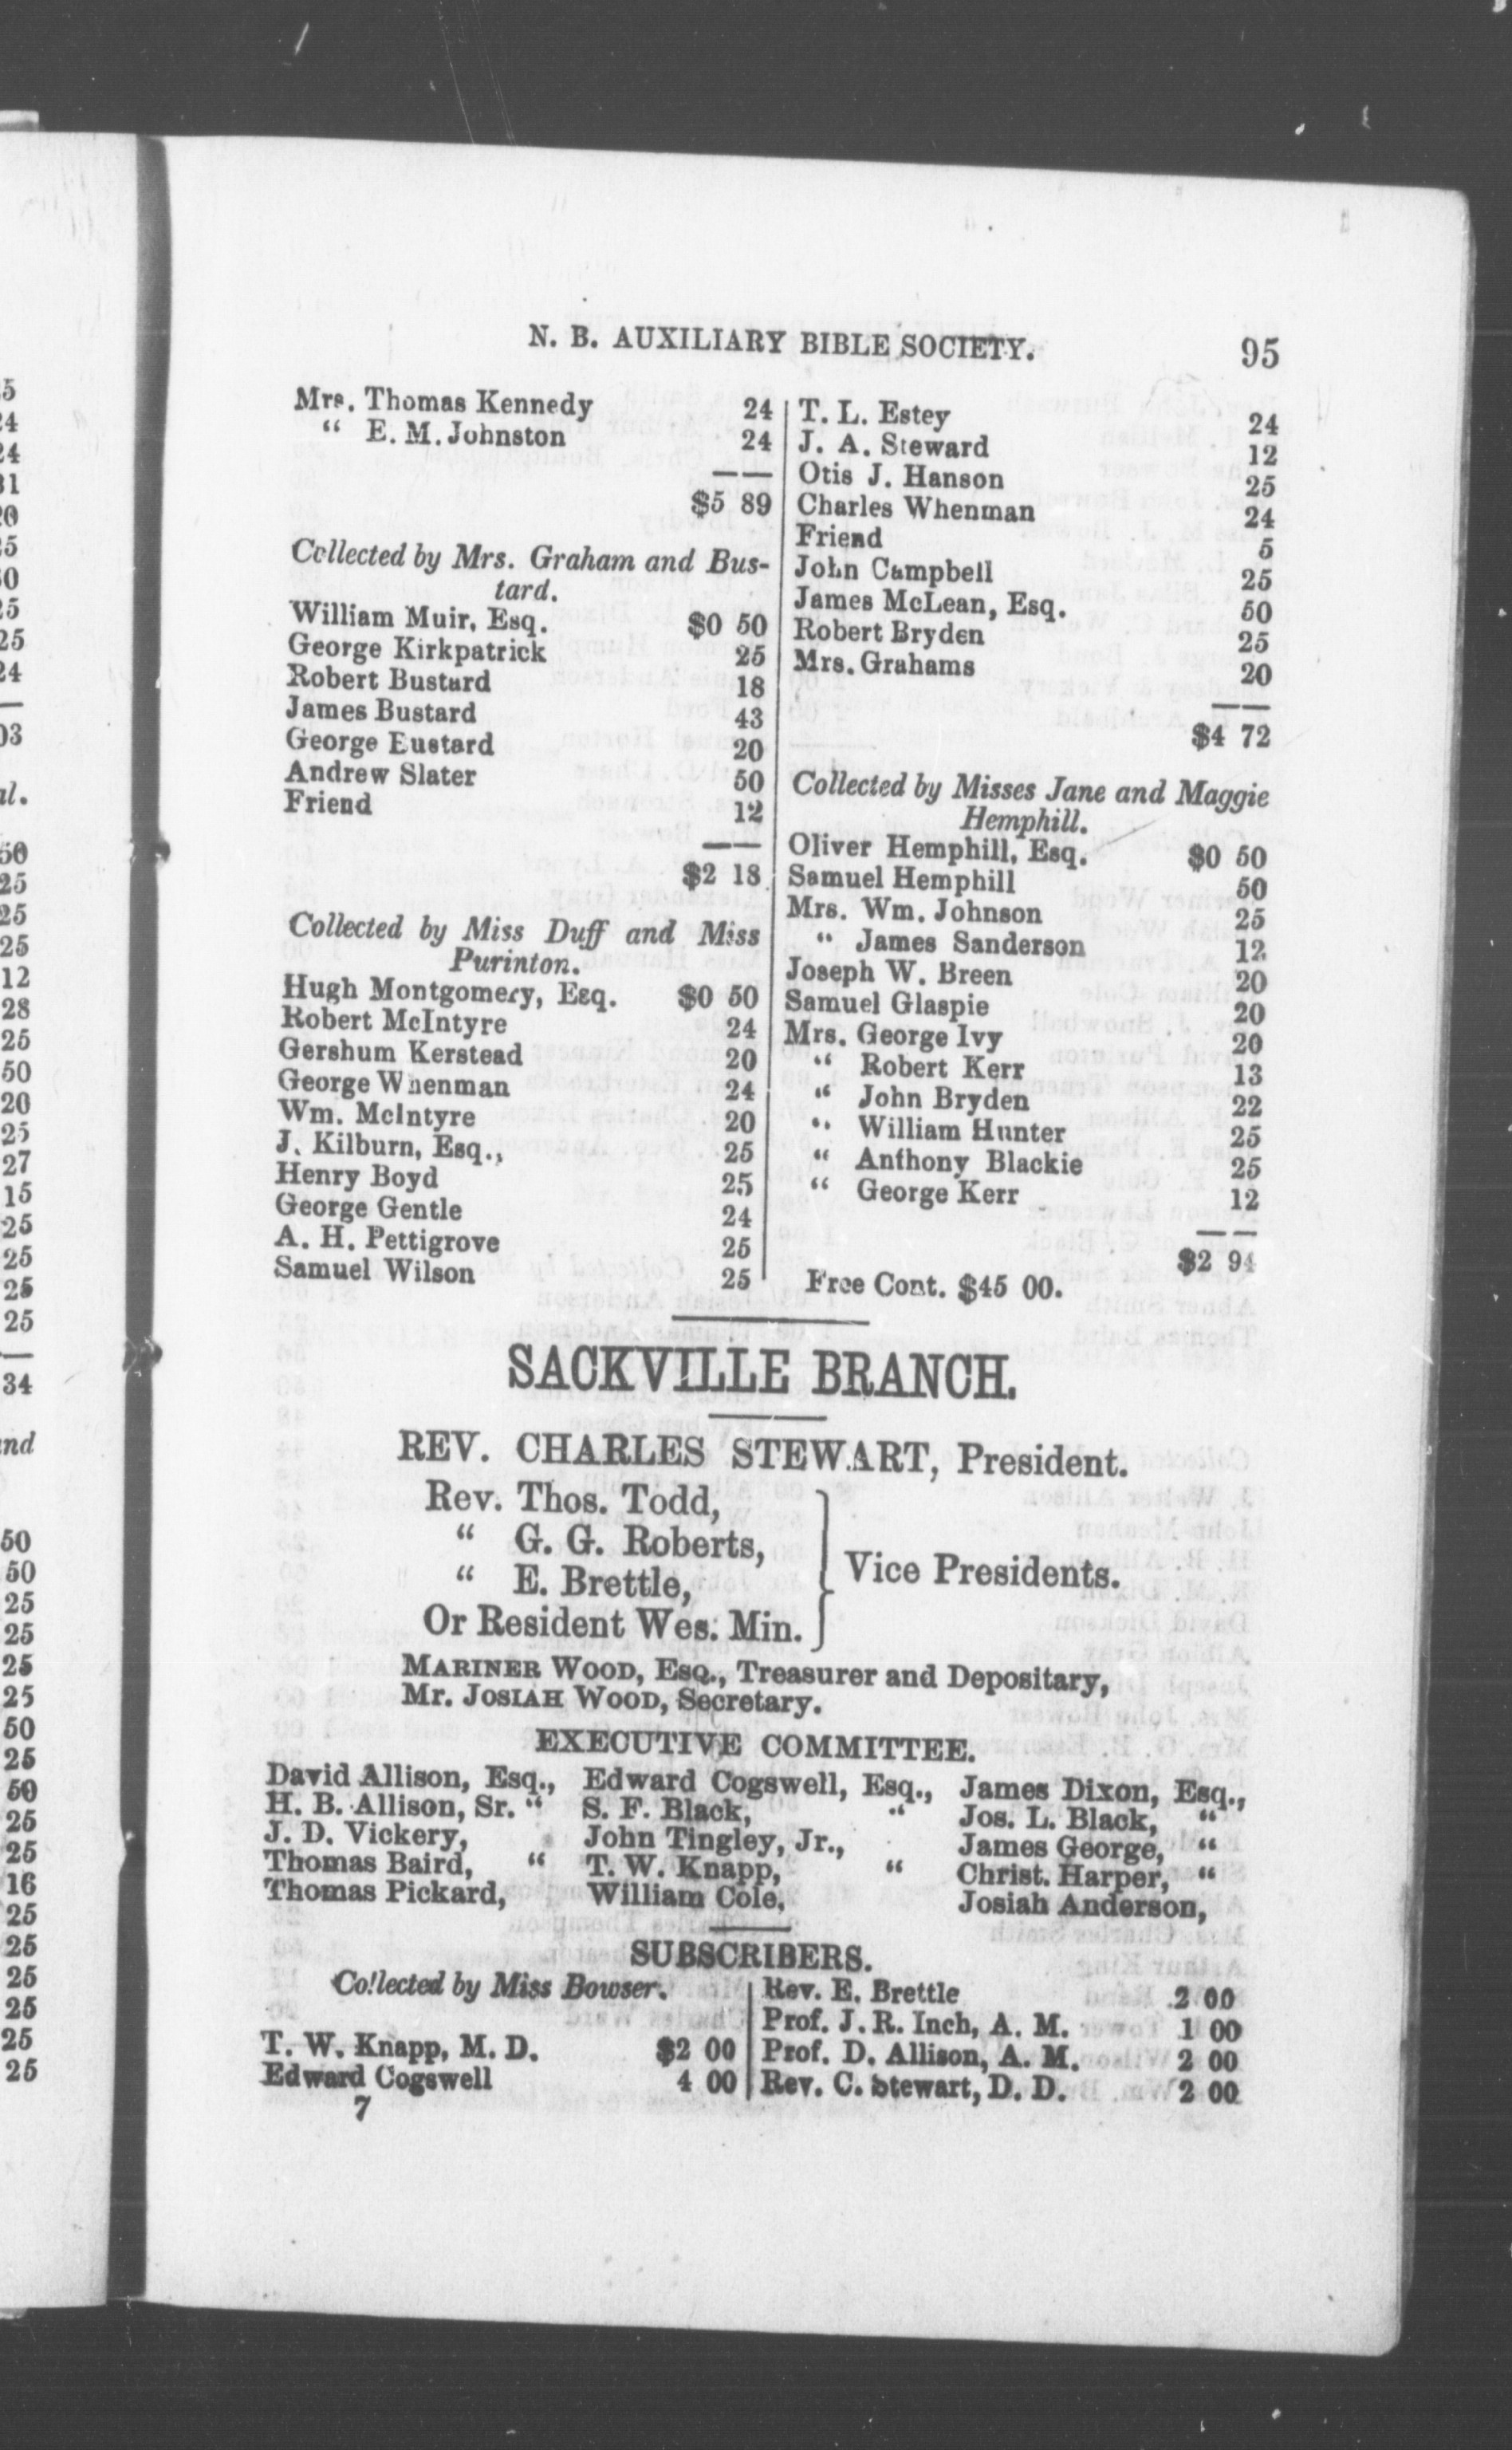 N. B. AUXILIARY BIBLE SOCIETY. 95
Mrs. Thomas Kennedy 24
" E. M. Johnston 24
$5 89
Collected by Mrs. Graham and Bus-
tard.
William Muir, Esq. $0 50
George Kirkpatrick 25
Robert Bustard 18
James Bustard 43
George Eustard 20
Andrew Slater 50
Friend 12
$2 18
Collected by Miss Duff and Miss
Purinton.
Hugh Montgomery, Esq. $0 50
Robert McIntyre 24
Gershum Kerstead 20
George Whenman 24
Wm. McIntyre 20
J. Kilburn, Esq., 25
Henry Boyd 25
George Gentle 24
A. H. Pettigrove 25
Samuel Wilson 25
T. L. Estey 24
J. A. Steward 12
Otis J. Hanson 25
Charles Whenman 24
Friend 5
John Campbell 25
James McLean, Esq. 50
Robert Bryden 25
Mrs. Grahams 20
$4 72
Collected by Misses Jane and Maggie
Hemphill.
Oliver Hemphill, Esq. $0 50
Samuel Hemphill 50
Mrs. Wm. Johnson 25
" James Sanderson 12
Joseph W. Breen 20
Samuel Glaspie 20
Mrs. George Ivy 20
" Robert Kerr 13
" John Bryden 22
" William Hunter 25
" Anthony Blackie 25
" George Kerr 12
$2 94
Free Cont. $45 00.
SACKVILLE BRANCH.
REV. CHARLES STEWART, President.
Rev. Thos. Todd,
" G. G. Roberts,
" E. Brettle,
Or Resident Wes. Min.
Vice Presidents.
MARINER WOOD, ESQ., Treasurer and Depositary,
Mr. JOSIAH WOOD, Secretary.
EXECUTIVE COMMITTEE.
David Allison, Esq., Edward Cogswell, Esq., James Dixon, Esq.,
H. B. Allison, Sr. " S. F. Black, " Jos. L. Black, "
J. D. Vickery, John Tingley, Jr., James George, "
Thomas Baird, " T. W. Knapp, " Christ. Harper, "
Thomas Pickard, William Cole, Josiah Anderson,
SUBSCRIBERS.
Collected by Miss Bowser.
T. W. Knapp, M. D. $2 00
Edward Cogswell 4 00
Rev. E. Brettle 2 00
Prof. J. R. Inch, A. M. 1 00
Prof. D. Allison, A. M. 2 00
Rev. C. Stewart, D. D. 2 00
7